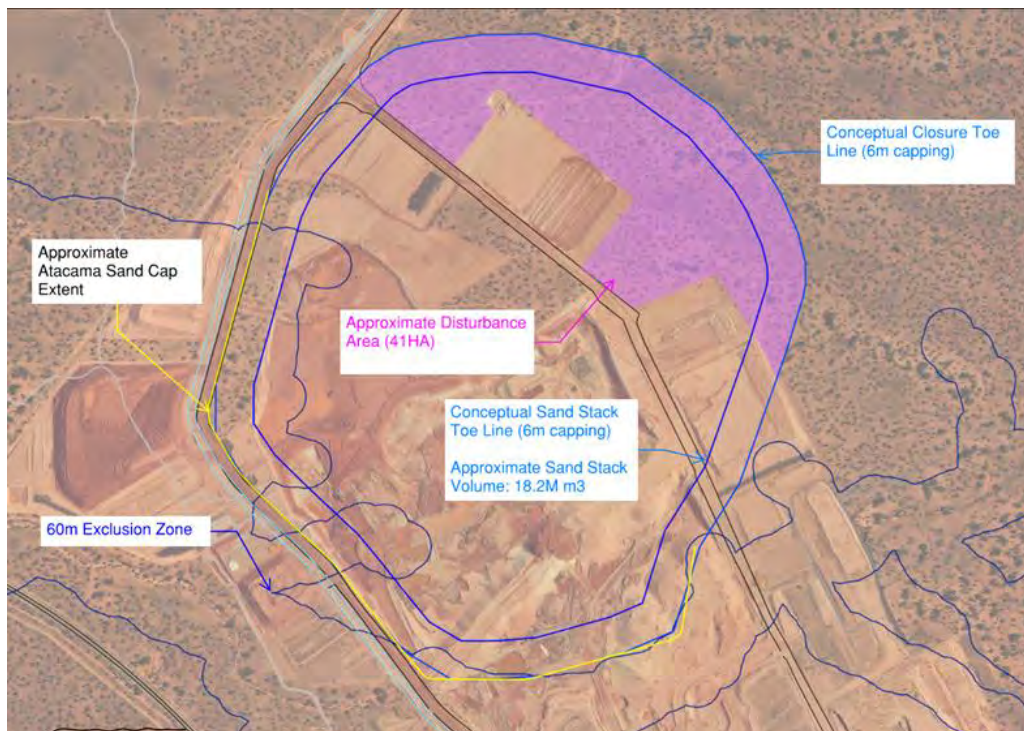 Conceptual Closure Toe
Line (6m capping)
Approximate
Atacama Sand Cap
Extent
Approximate Disturbance
Area (41HA)
Conceptual Sand Stack
Toe Line (6m capping)
Approximate Sand Stack
Volume: 18.2M m3
60m Exclusion Zone